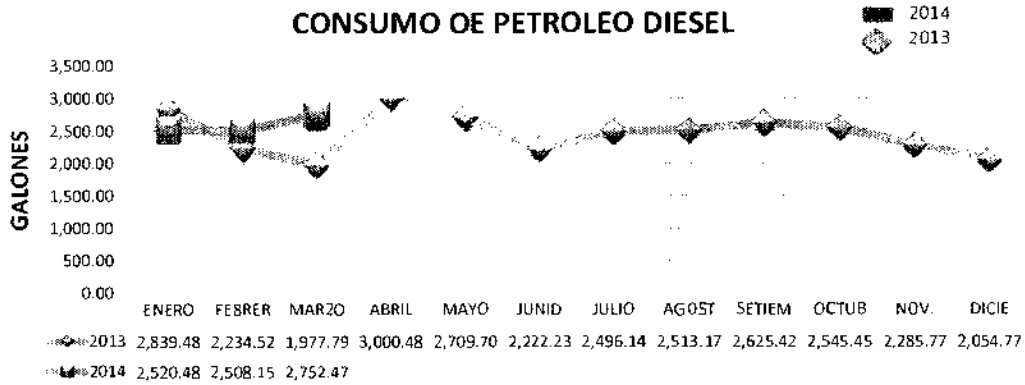 CONSUMO OE PETROLEO DIESEL
2014
2013
GALONES
3,500.00
3,000.00
2,500.00
2,000.00
1,500.00
1,000.00
500.00
0.00
ENERO FEBRER MARZO ABRIL MAYO JUNID JULIO AGOST SETIEM OCTUB NOV. DICIE
2013 2,839.48 2,234.52 1,977.79 3,000.48 2,709.70 2,222.23 2,496.14 2,513.17 2,625.42 2,545.45 2,285.77 2,054.77
2014 2,520.48 2,508.15 2,752.47